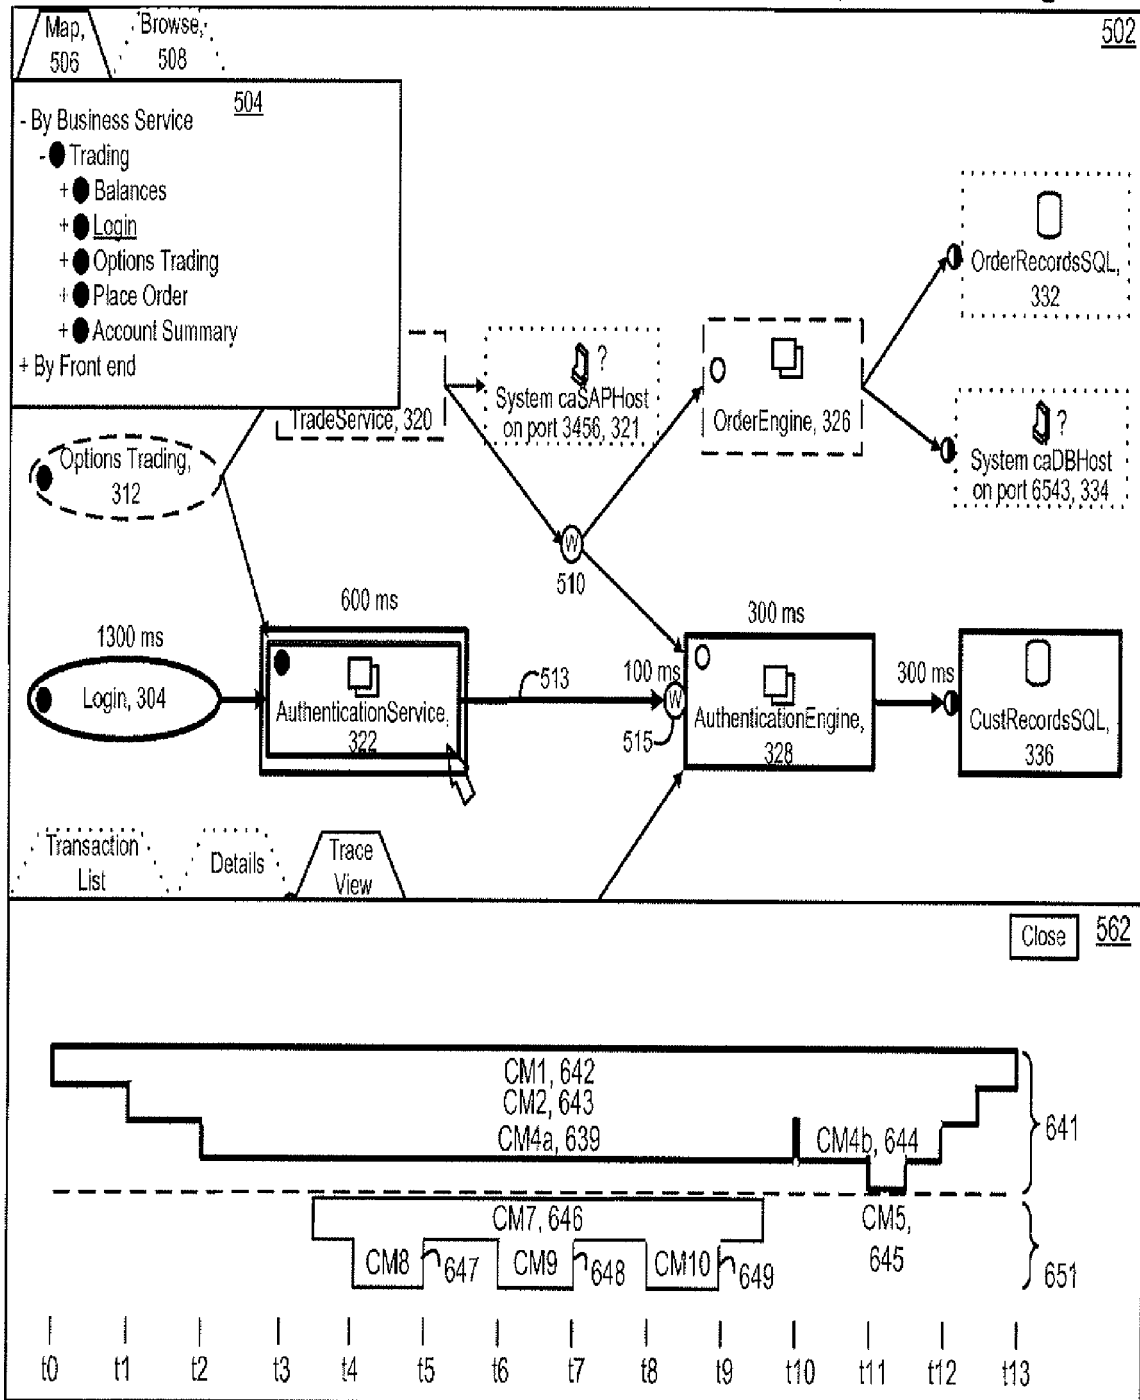 Map,
506
Browse,
508
502
504
- By Business Service
- Trading
+ Balances
+ Login
+ Options Trading
+ Place Order
+ Account Summary
+ By Front end
OrderRecordsSQL,
332
TradeService, 320
?
System caSAPHost
on port 3456, 321
OrderEngine, 326
?
System caDBHost
on port 6543, 334
Options Trading,
312
W
510
600 ms
300 ms
1300 ms
Login, 304
AuthenticationService,
322
513
100 ms
W
515
AuthenticationEngine,
328
300 ms
CustRecordsSQL,
336
Transaction
List
Details
Trace
View
Close
562
CM1, 642
CM2, 643
CM4a, 639
CM4b, 644
641
CM7, 646
CM5,
645
CM8
647
CM9
648
CM10
649
651
t0 t1 t2 t3 t4 t5 t6 t7 t8 t9 t10 t11 t12 t13